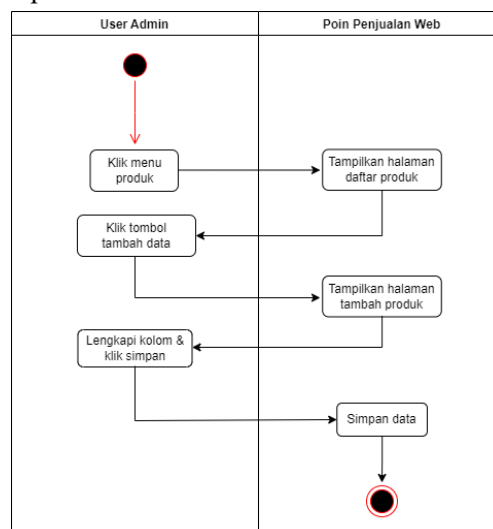 User Admin
Poin Penjualan Web
Klik menu
produk
Tampilkan halaman
daftar produk
Klik tombol
tambah data
Tampilkan halaman
tambah produk
Lengkapi kolom &
klik simpan
Simpan data